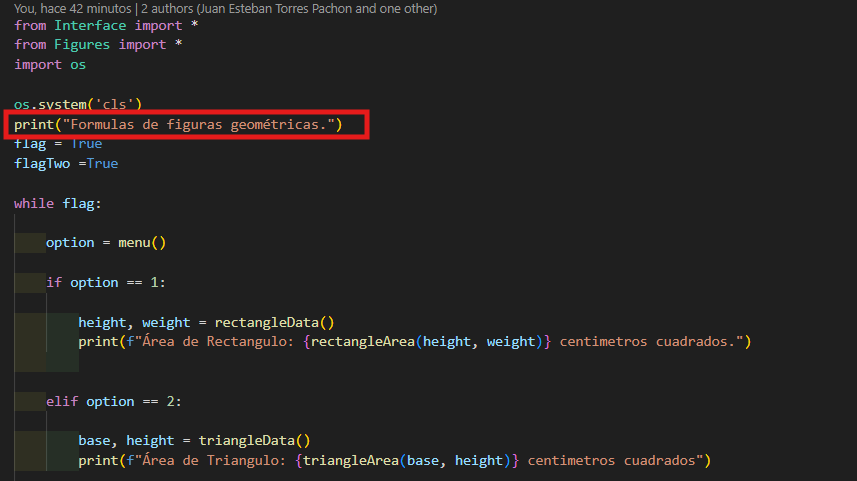 You, hace 42 minutos | 2 authors (Juan Esteban Torres Pachon and one other)
from Interface import *
from Figures import *
import os
os.system('cls')
print("Formulas de figuras geométricas.")
flag = True
flagTwo =True
while flag:
option = menu()
if option == 1:
height, weight = rectangleData()
print(f"Área de Rectangulo: {rectangleArea(height, weight)} centimetros cuadrados.")
elif option == 2:
base, height = triangleData()
print(f"Área de Triangulo: {triangleArea(base, height)} centimetros cuadrados")